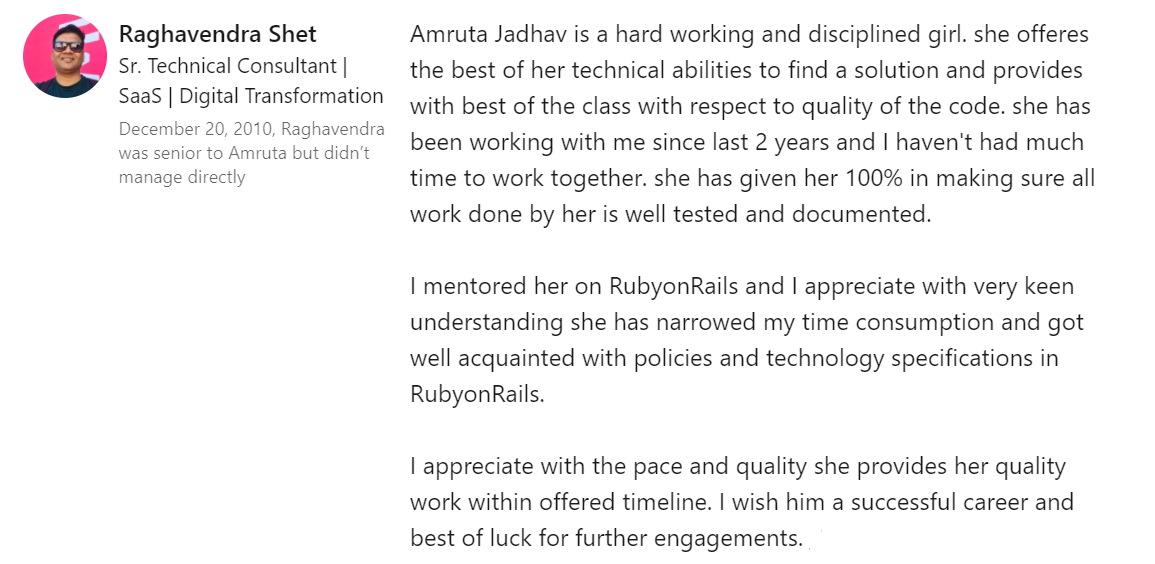 Raghavendra Shet
Sr. Technical Consultant |
SaaS | Digital Transformation
December 20, 2010, Raghavendra
was senior to Amruta but didn’t
manage directly
Amruta Jadhav is a hard working and disciplined girl. she offeres
the best of her technical abilities to find a solution and provides
with best of the class with respect to quality of the code. she has
been working with me since last 2 years and I haven't had much
time to work together. she has given her 100% in making sure all
work done by her is well tested and documented.
I mentored her on RubyonRails and I appreciate with very keen
understanding she has narrowed my time consumption and got
well acquainted with policies and technology specifications in
RubyonRails.
I appreciate with the pace and quality she provides her quality
work within offered timeline. I wish him a successful career and
best of luck for further engagements.